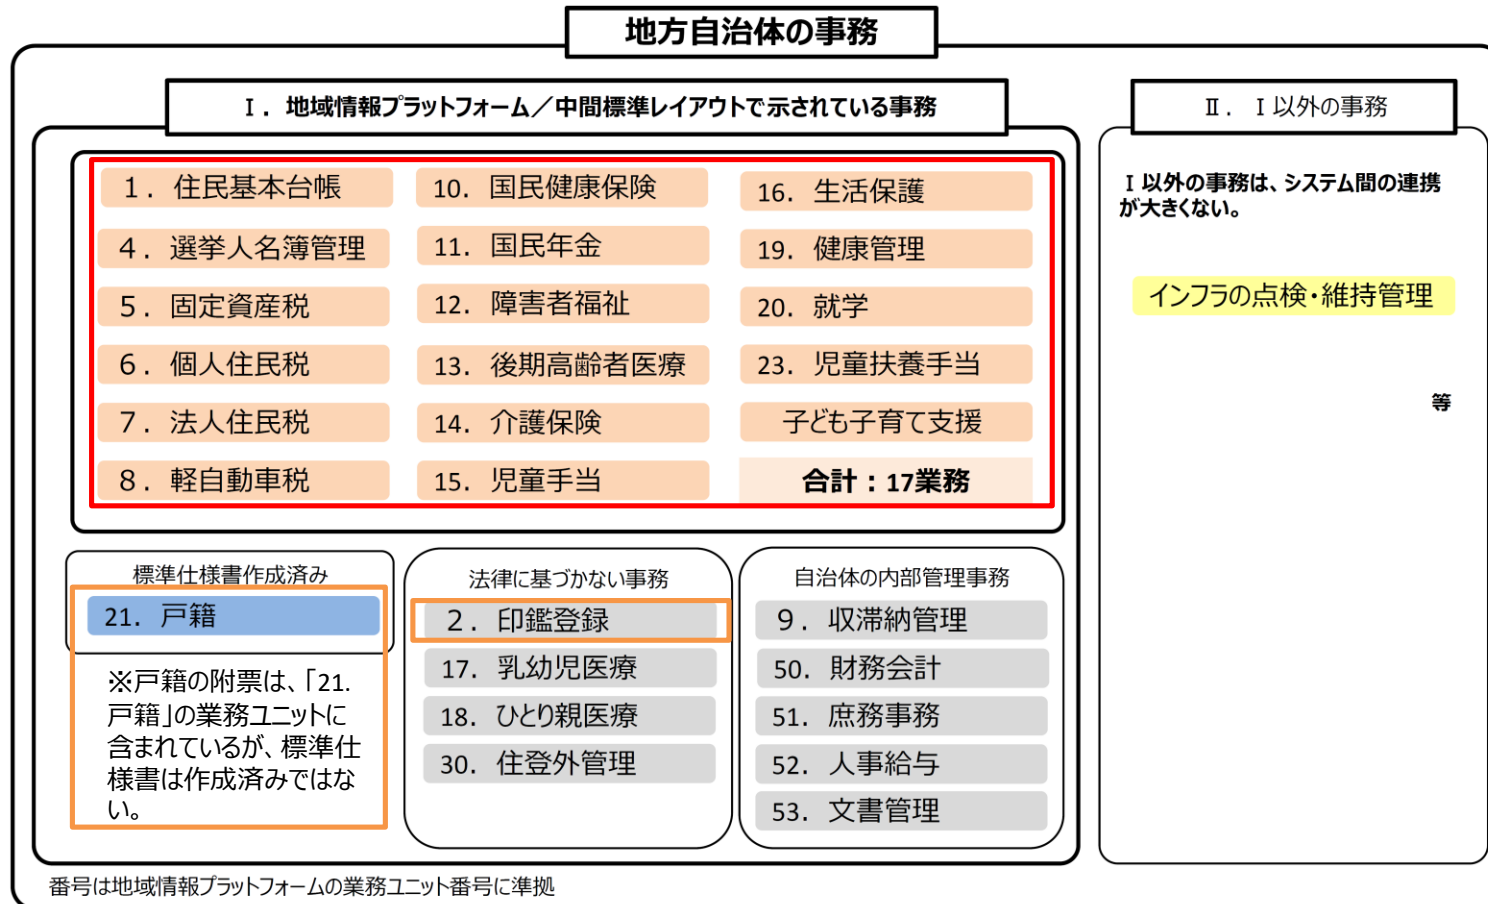 地方自治体の事務
Ⅰ．地域情報プラットフォーム／中間標準レイアウトで示されている事務
１．住民基本台帳
４．選挙人名簿管理
５．固定資産税
６．個人住民税
７．法人住民税
８．軽自動車税
10．国民健康保険
11．国民年金
12．障害者福祉
13．後期高齢者医療
14．介護保険
15．児童手当
16．生活保護
19．健康管理
20．就学
23．児童扶養手当
子ども子育て支援
合計：17業務
標準仕様書作成済み
21．戸籍
※戸籍の附票は、「21.
戸籍」の業務ユニットに
含まれているが、標準仕
様書は作成済みではな
い。
法律に基づかない事務
２．印鑑登録
17．乳幼児医療
18．ひとり親医療
30．住登外管理
自治体の内部管理事務
９．収滞納管理
50．財務会計
51．庶務事務
52．人事給与
53．文書管理
Ⅱ．Ⅰ以外の事務
Ⅰ以外の事務は、システム間の連携
が大きくない。
インフラの点検・維持管理
等
番号は地域情報プラットフォームの業務ユニット番号に準拠